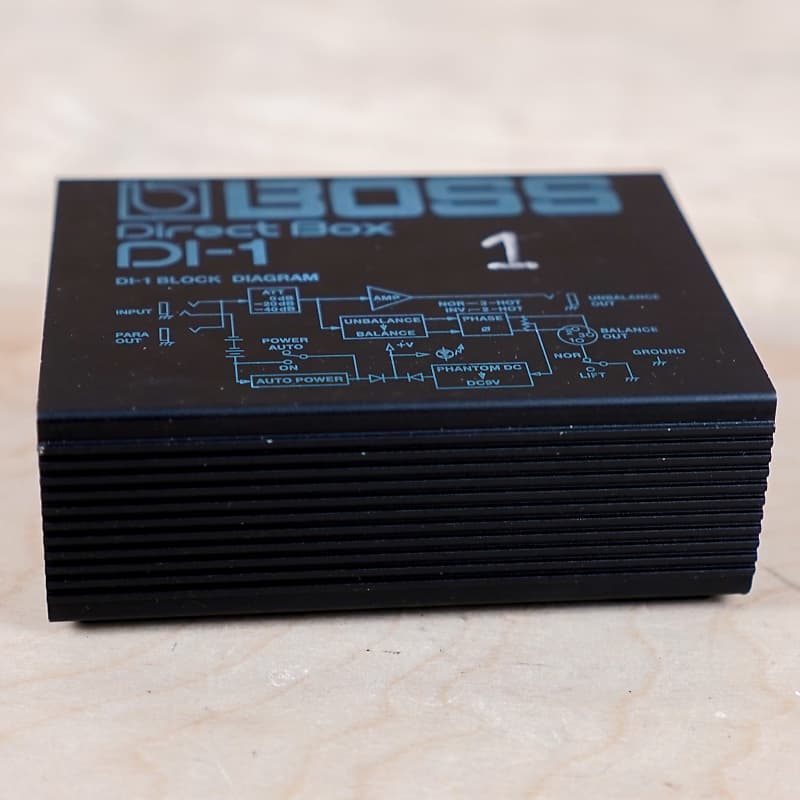 BOSS
Direct Box
DI-1
1
DI-1 BLOCK DIAGRAM
INPUT
PARA OUT
ATT
0dB
-20dB
-40dB
AMP
UNBALANCE
BALANCE
NOR-3-HOT
INV-2-HOT
PHASE
ø
UNBALANCE OUT
BALANCE OUT
POWER
AUTO
ON
AUTO POWER
+V
PHANTOM DC
DC9V
NOR
LIFT
GROUND